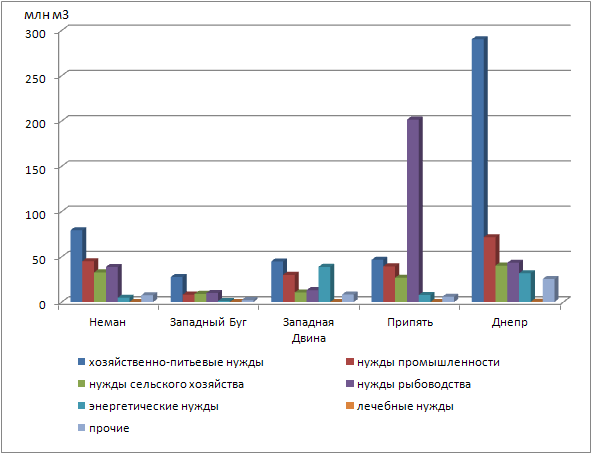 млн м3
300
250
200
150
100
50
0
Неман
Западный Буг
Западная
Двина
Припять
Днепр
хозяйственно-питьевые нужды
нужды промышленности
нужды сельского хозяйства
нужды рыбоводства
энергетические нужды
лечебные нужды
прочие